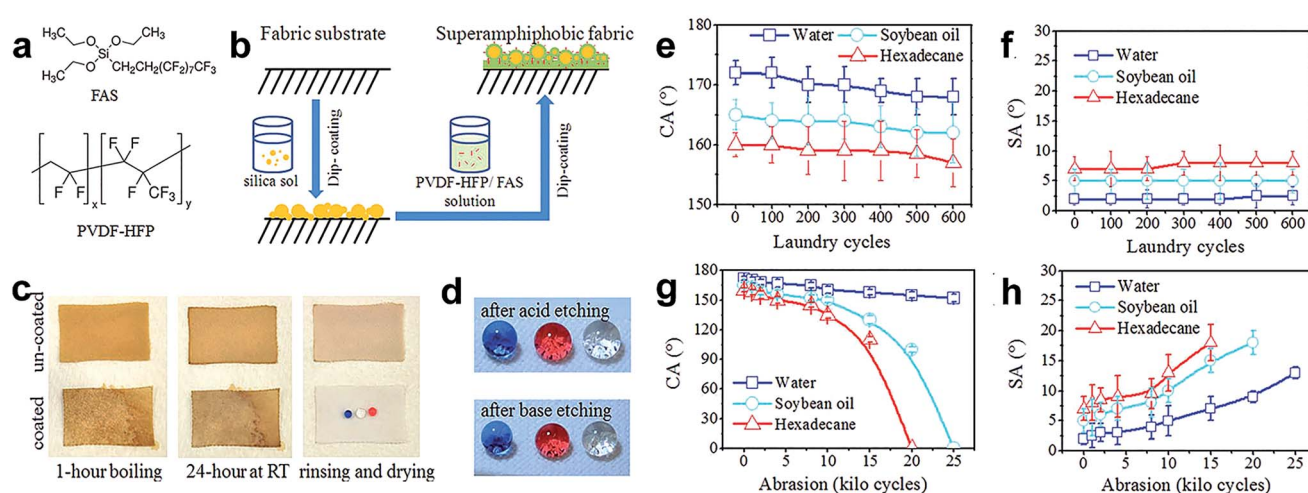 a
O
CH₃
O
Si
CH₃
O
CH₂CH₂(CF₂)₇CF₃
CH₃
FAS
F
F
F
F
F
CF₃
F
x
y
PVDF-HFP
b
Fabric substrate
Superamphiphobic fabric
silica sol
Dip- coating
PVDF-HFP/ FAS
solution
Dip-coating
c
un-coated
coated
1-hour boiling
24-hour at RT
rinsing and drying
d
after acid etching
after base etching
e
Water
Soybean oil
Hexadecane
CA (°)
180
170
160
150
0 100 200 300 400 500 600
Laundry cycles
f
Water
Soybean oil
Hexadecane
SA (°)
30
25
20
15
10
5
0
0 100 200 300 400 500 600
Laundry cycles
g
Water
Soybean oil
Hexadecane
CA (°)
180
150
120
90
60
30
0
0 5 10 15 20 25
Abrasion (kilo cycles)
h
Water
Soybean oil
Hexadecane
SA (°)
30
25
20
15
10
5
0
0 5 10 15 20 25
Abrasion (kilo cycles)